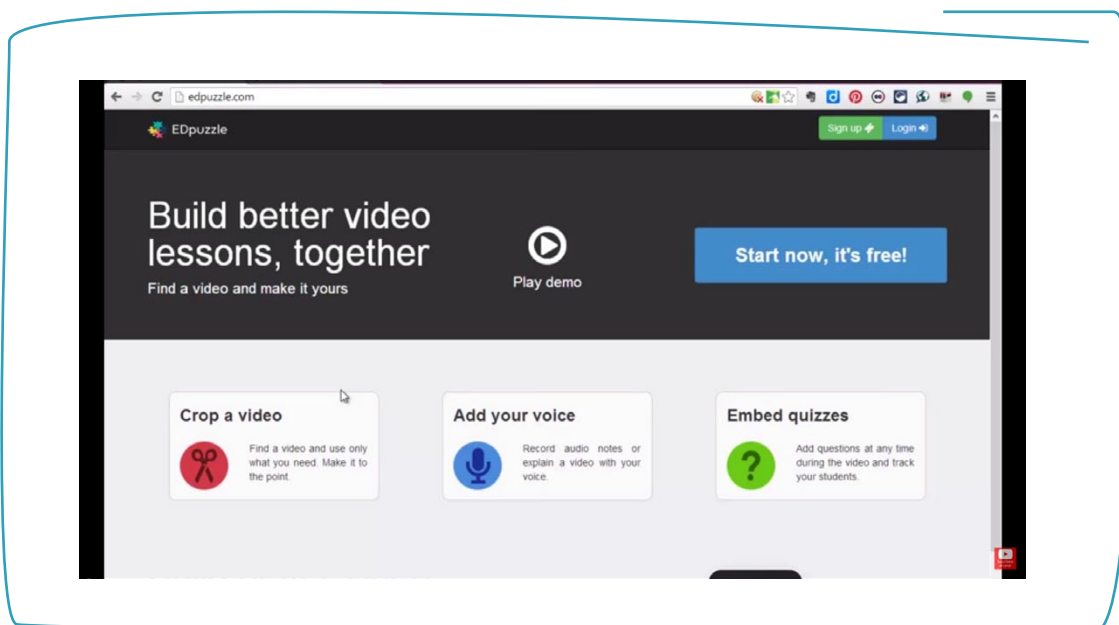 edpuzzle.com
EDpuzzle
Sign up
Login
Build better video
lessons, together
Find a video and make it yours
Play demo
Start now, it's free!
Crop a video
Find a video and use only
what you need. Make it to
the point.
Add your voice
Record audio notes or
explain a video with your
voice.
Embed quizzes
Add questions at any time
during the video and track
your students.